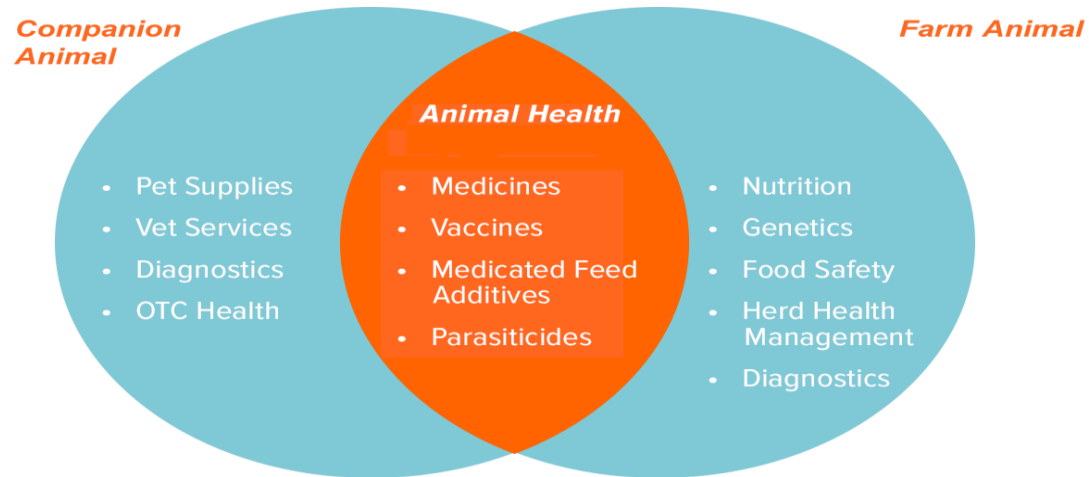 Companion
Animal
Farm Animal
Animal Health
• Pet Supplies
• Vet Services
• Diagnostics
• OTC Health
• Medicines
• Vaccines
• Medicated Feed
Additives
• Parasiticides
• Nutrition
• Genetics
• Food Safety
• Herd Health
Management
• Diagnostics